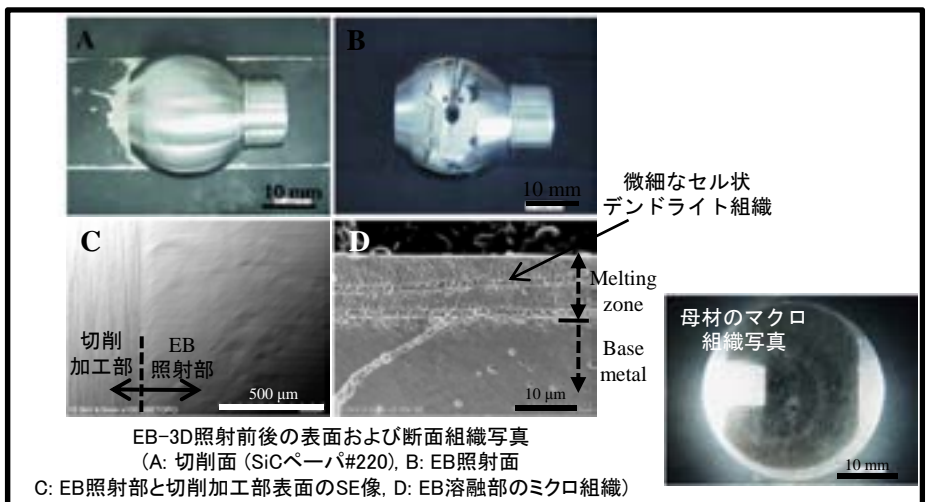 A
B
10 mm
10 mm
微細なセル状
デンドライト組織
C
D
切削
加工部
EB
照射部
500 μm
10 μm
Melting
zone
Base
metal
母材のマクロ
組織写真
10 mm
EB-3D照射前後の表面および断面組織写真
(A: 切削面 (SiCペーパ#220), B: EB照射面
C: EB照射部と切削加工部表面のSE像, D: EB溶融部のミクロ組織)